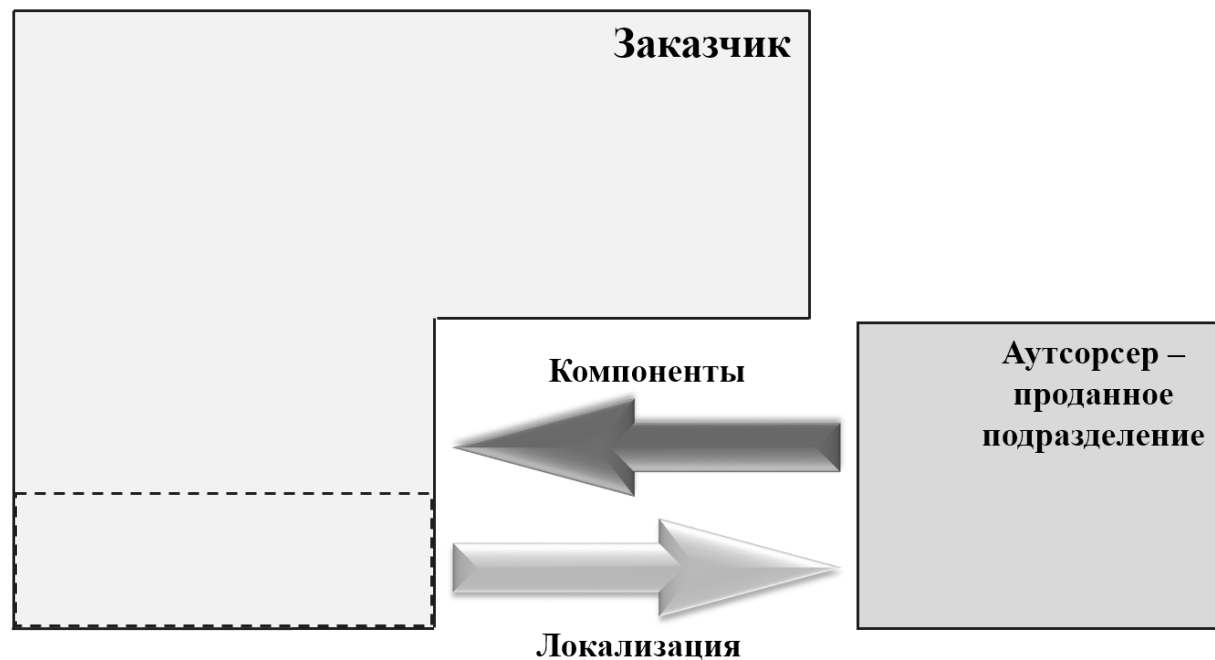 Заказчик
Компоненты
Аутсорсер –
проданное
подразделение
Локализация